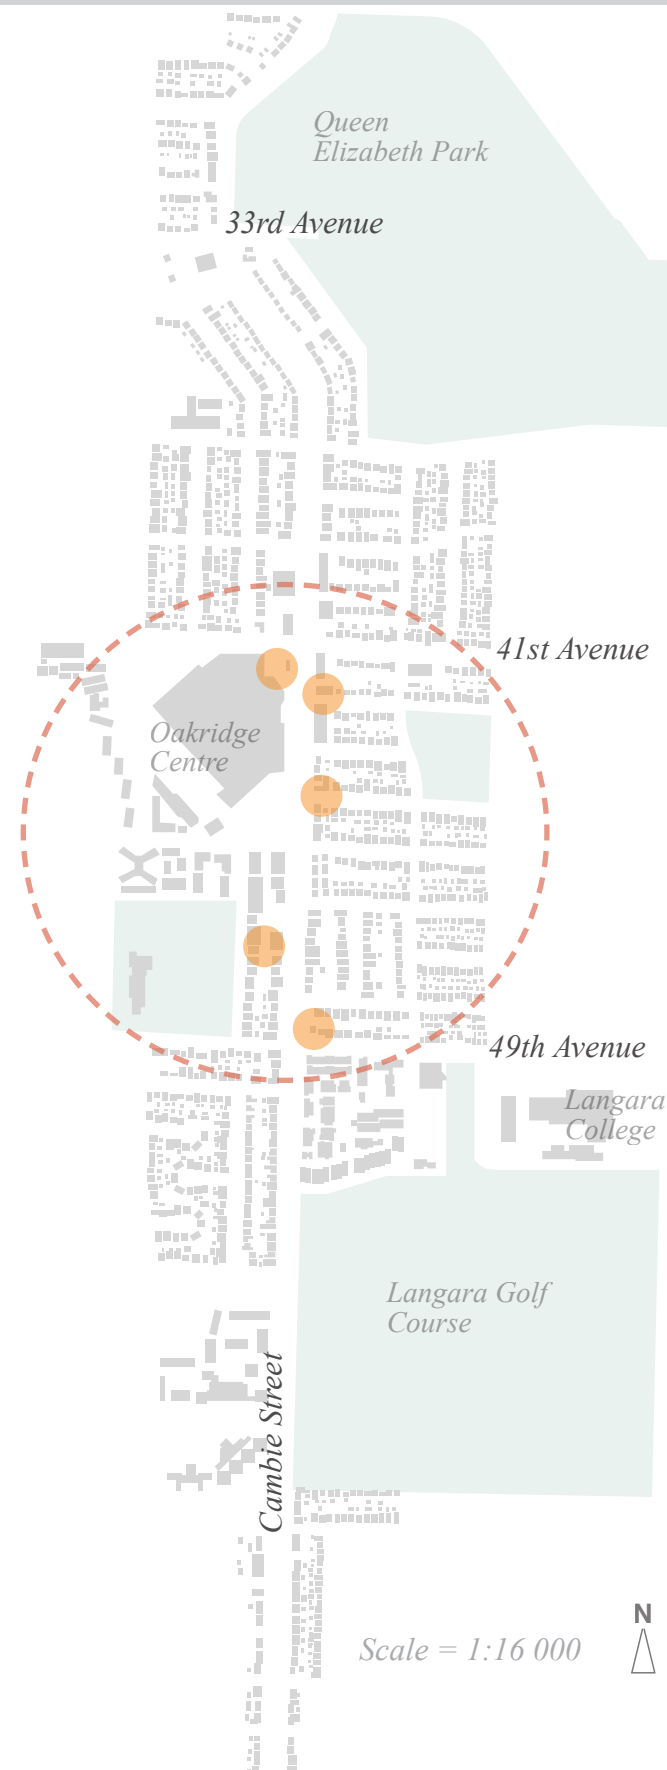 Queen
Elizabeth Park
33rd Avenue
41st Avenue
Oakridge
Centre
49th Avenue
Langara
College
Langara Golf
Course
Cambie Street
N
Scale = 1:16 000